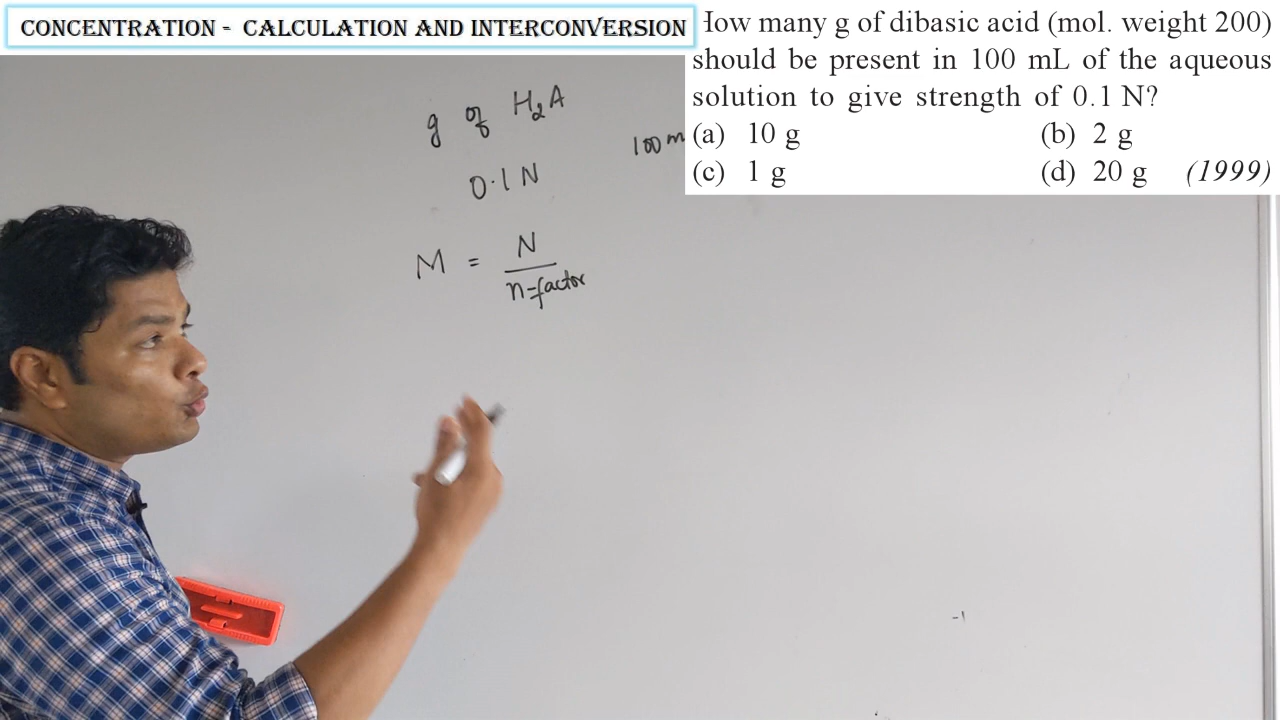 CONCENTRATION - CALCULATION AND INTERCONVERSION
How many g of dibasic acid (mol. weight 200)
should be present in 100 mL of the aqueous
solution to give strength of 0.1 N?
(a) 10 g (b) 2 g
(c) 1 g (d) 20 g (1999)
g of H₂A
100 m
0.1 N
M = N
n-factor
-1